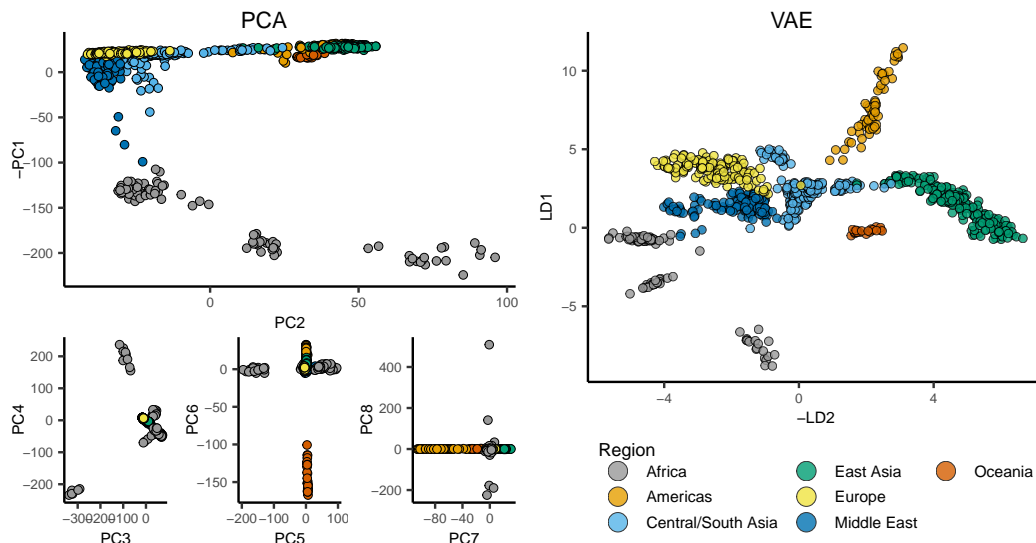 PCA
0
−50
−100
−150
−200
−PC1
0
50
100
PC2
200
100
0
−100
−200
PC4
−300
−200
−100
0
PC3
0
−50
−100
−150
PC6
−200
−100
0
100
PC5
400
200
0
−200
PC8
−80
−40
0
PC7
VAE
10
5
0
−5
LD1
−4
0
4
−LD2
Region
Africa
Americas
Central/South Asia
East Asia
Europe
Middle East
Oceania